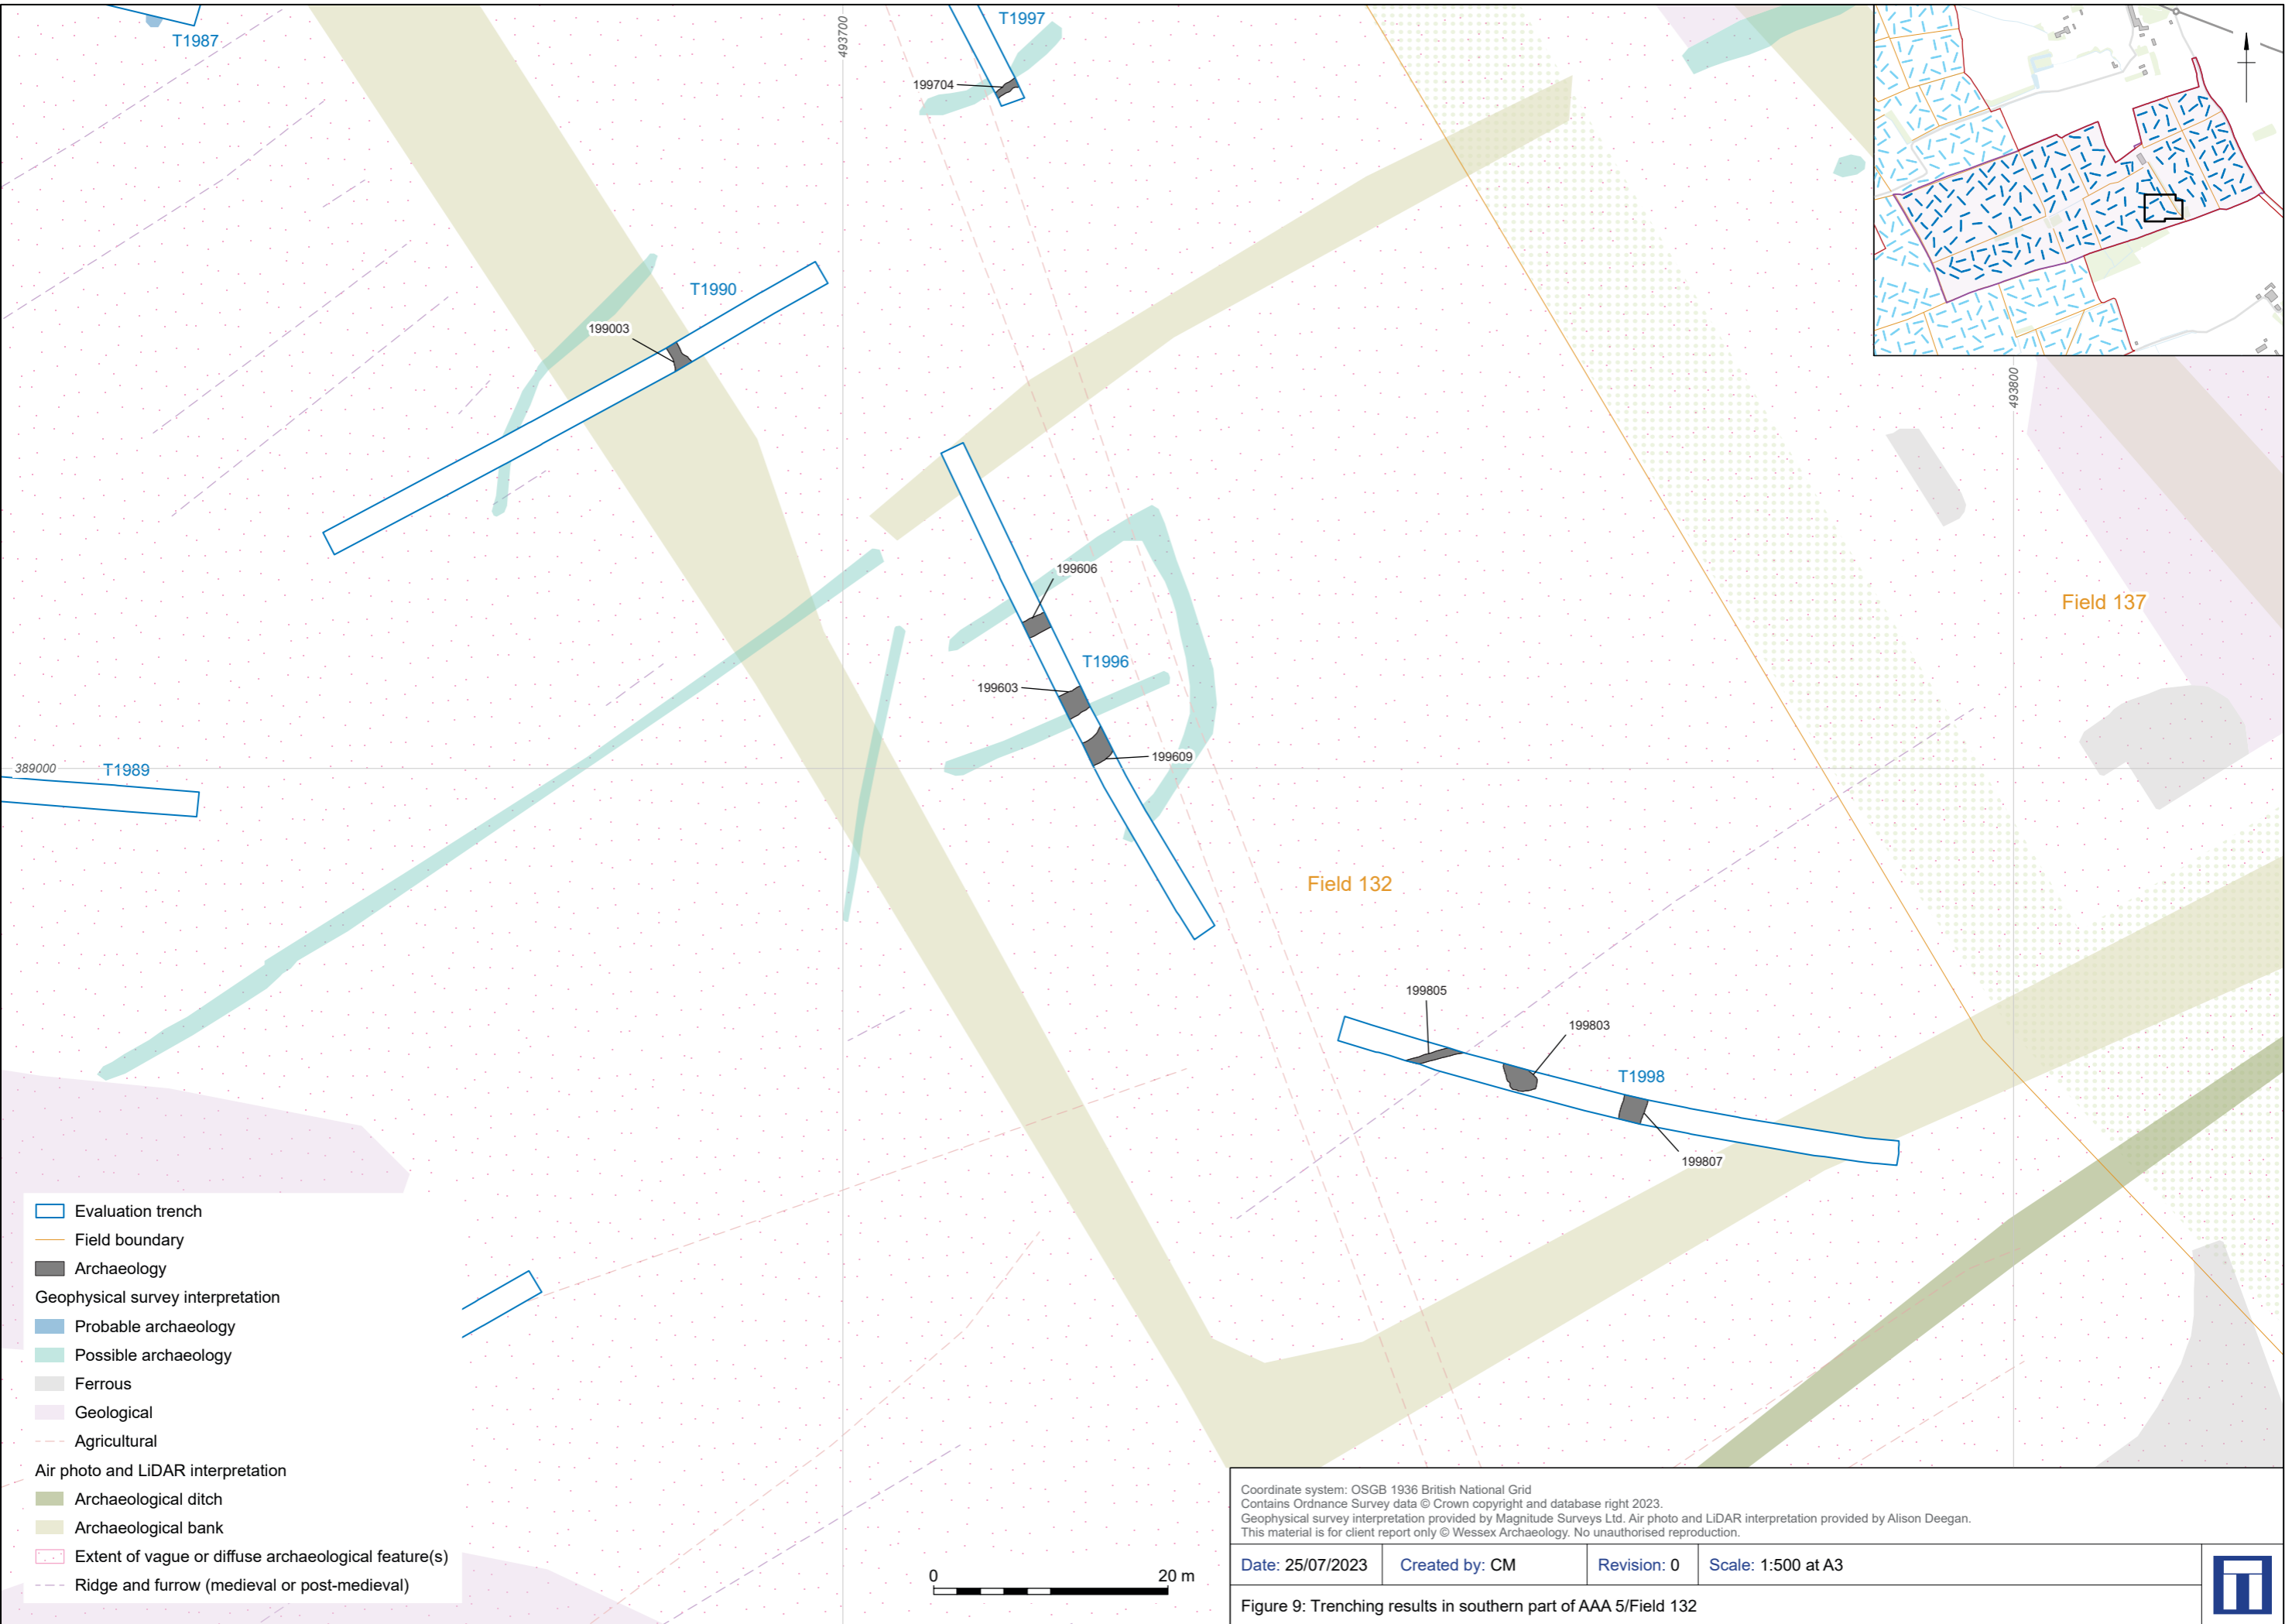 T1987
493700
T1997
199704
T1990
199003
493800
199606
Field 137
T1996
199603
199609
389000
T1989
Field 132
199805
199803
T1998
199807
Evaluation trench
Field boundary
Archaeology
Geophysical survey interpretation
Probable archaeology
Possible archaeology
Ferrous
Geological
Agricultural
Air photo and LiDAR interpretation
Archaeological ditch
Archaeological bank
Extent of vague or diffuse archaeological feature(s)
Ridge and furrow (medieval or post-medieval)
0 20 m
Coordinate system: OSGB 1936 British National Grid
Contains Ordnance Survey data © Crown copyright and database right 2023.
Geophysical survey interpretation provided by Magnitude Surveys Ltd. Air photo and LiDAR interpretation provided by Alison Deegan.
This material is for client report only © Wessex Archaeology. No unauthorised reproduction.
Date: 25/07/2023 Created by: CM Revision: 0 Scale: 1:500 at A3
Figure 9: Trenching results in southern part of AAA 5/Field 132